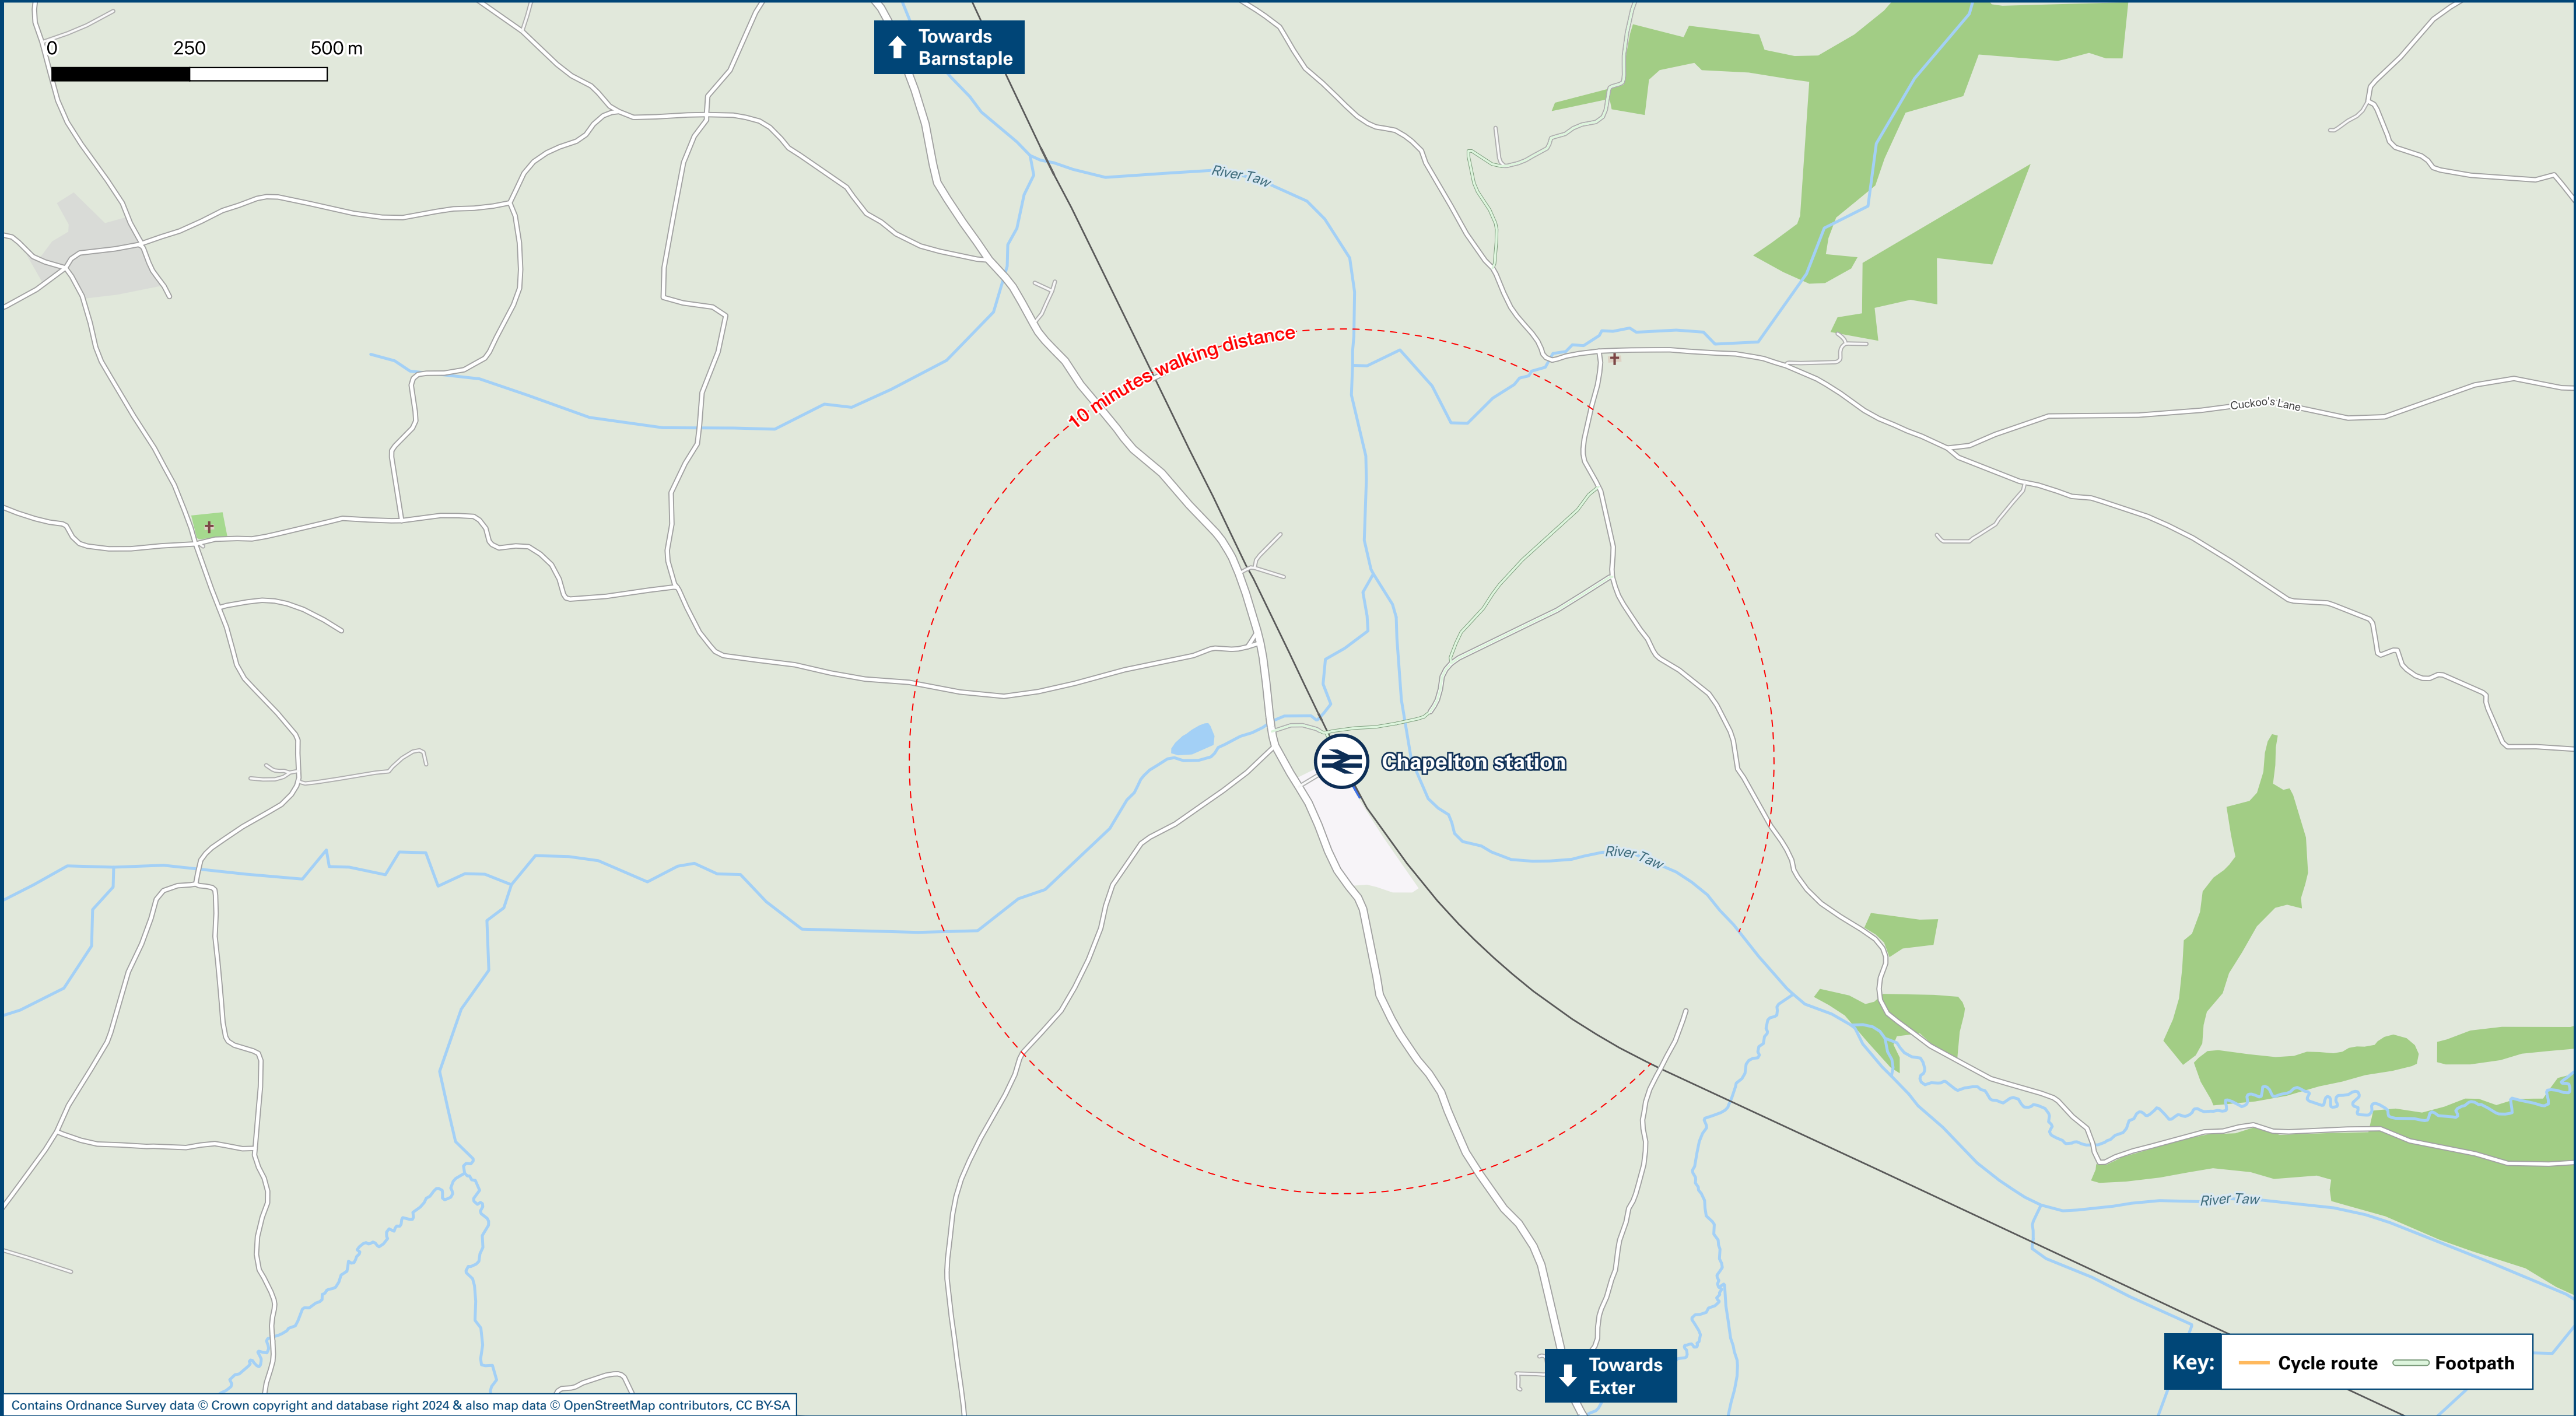 0 250 500 m
Towards
Barnstaple
River Taw
10 minutes walking distance
Cuckoo's Lane
Chapelton station
River Taw
River Taw
Towards
Exter
Key: Cycle route Footpath
Contains Ordnance Survey data © Crown copyright and database right 2024 & also map data © OpenStreetMap contributors, CC BY-SA